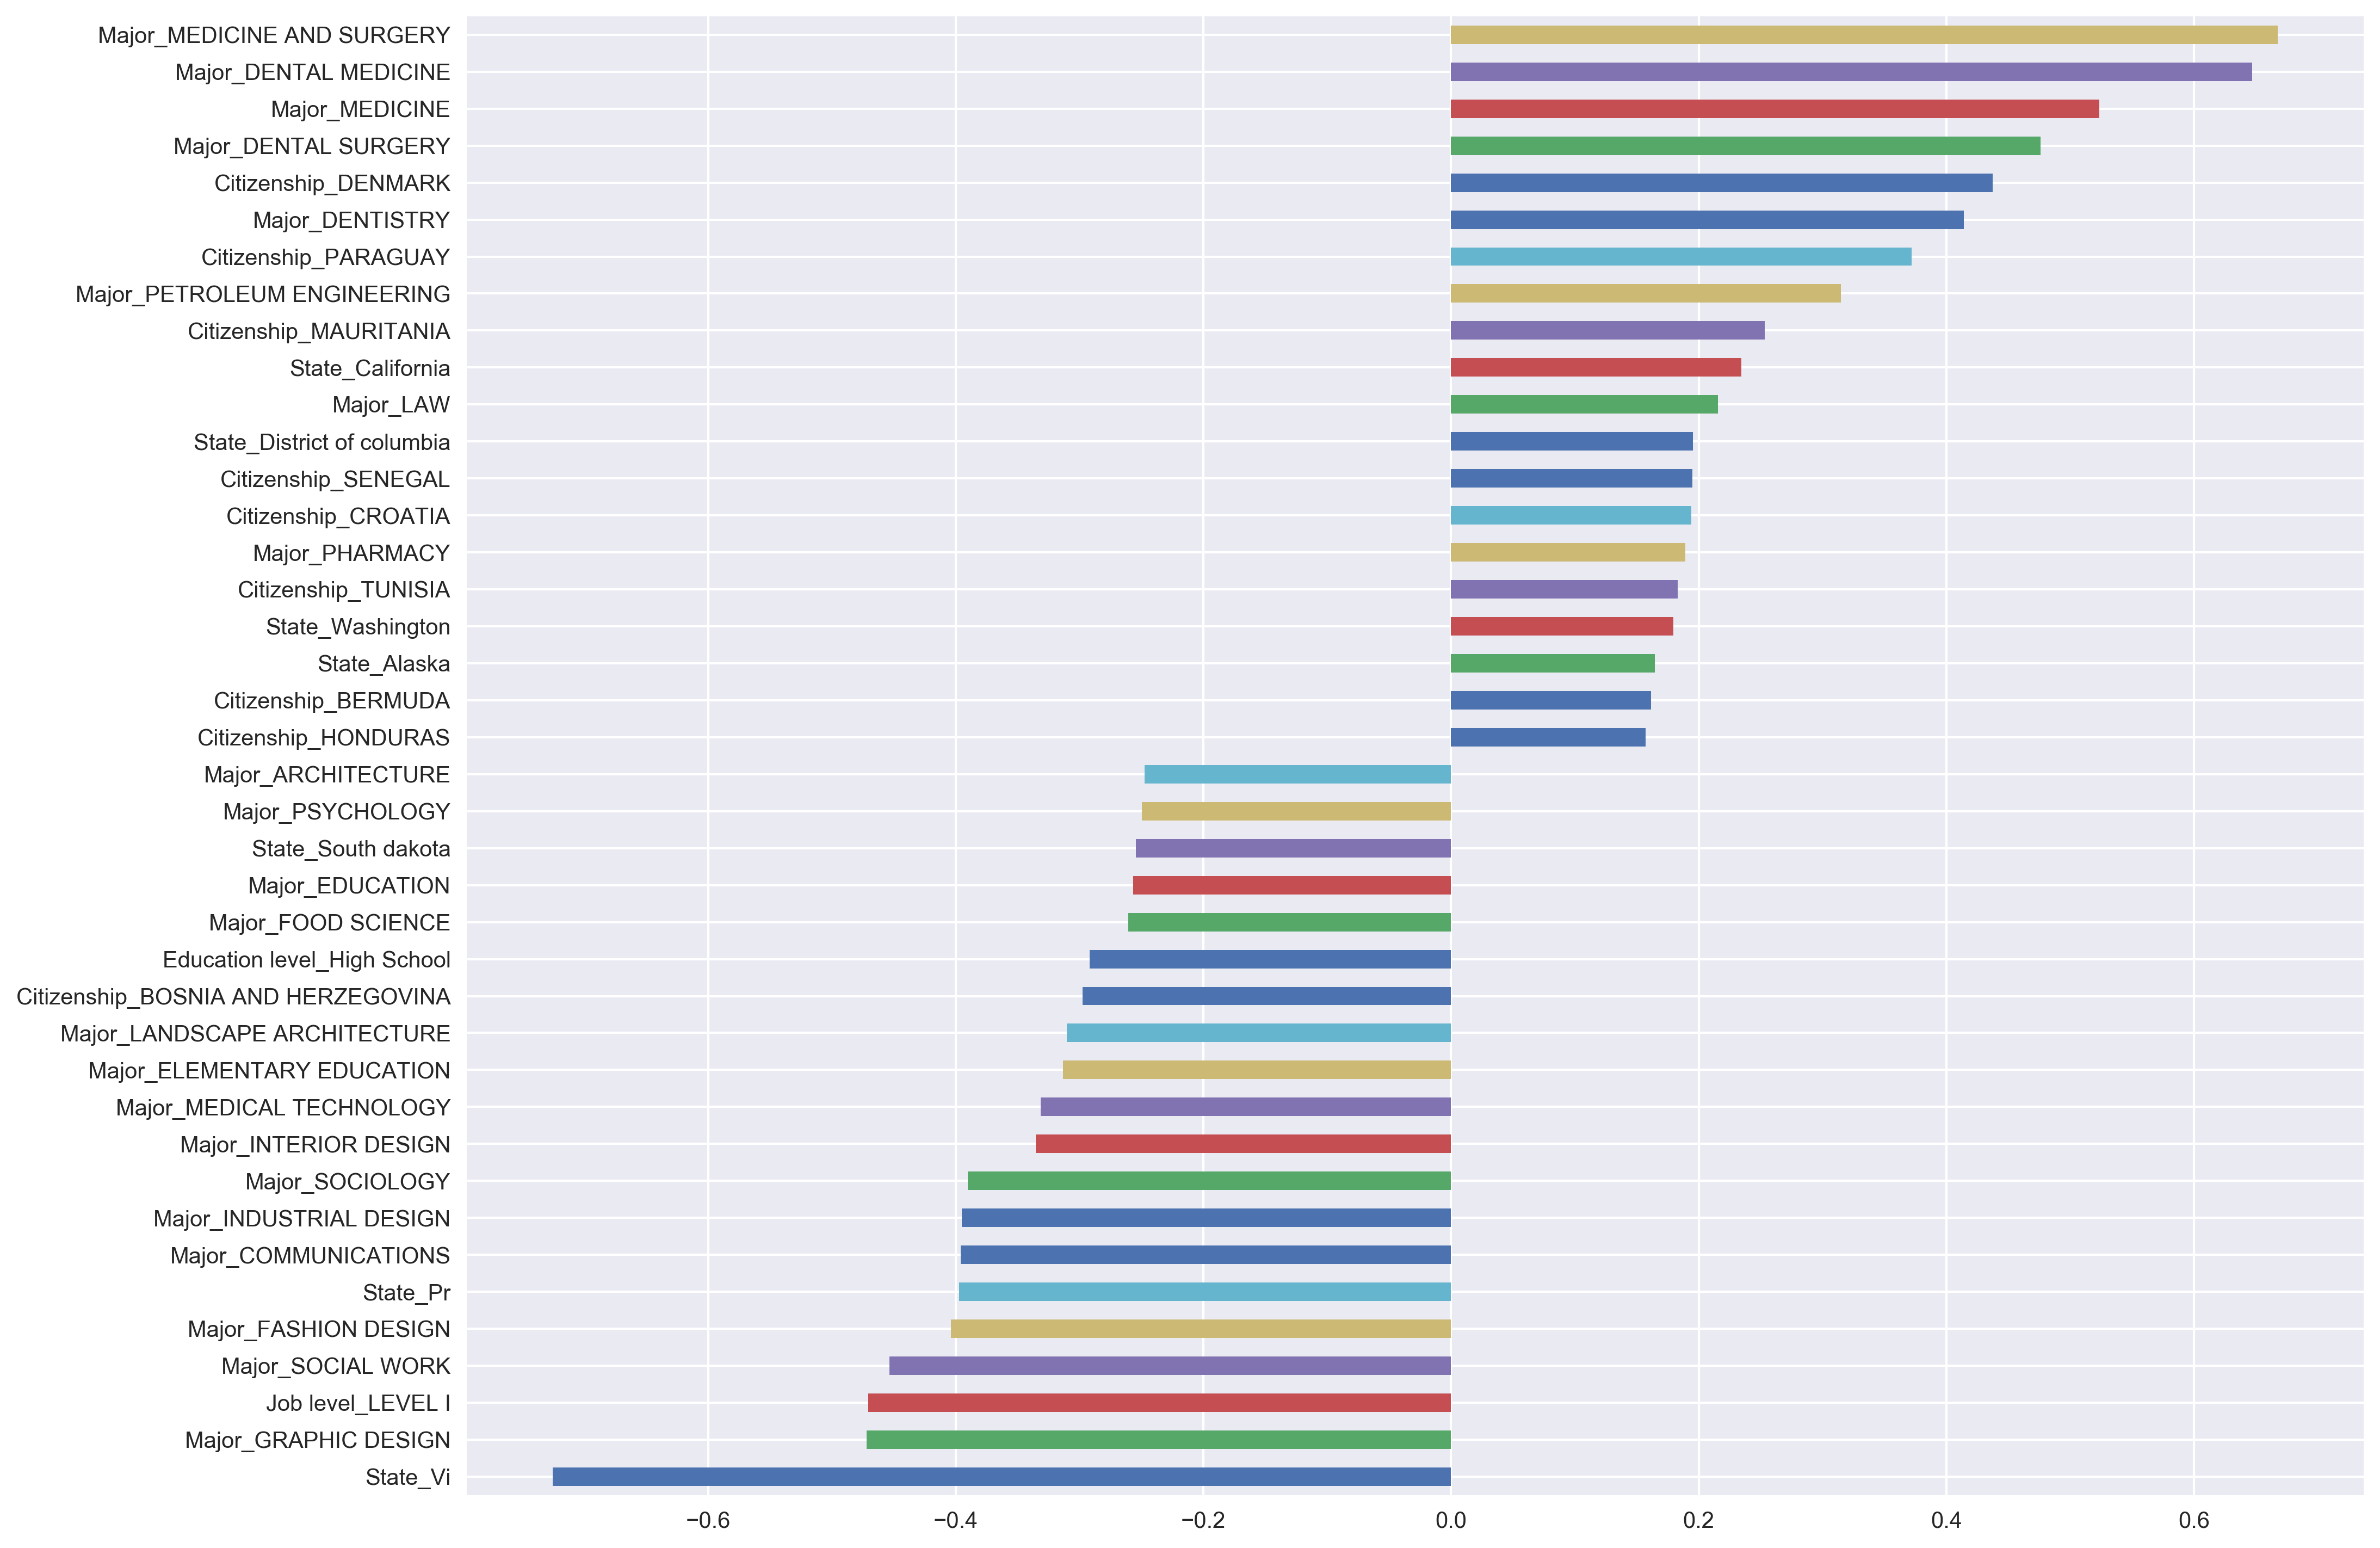 Major_MEDICINE AND SURGERY
Major_DENTAL MEDICINE
Major_MEDICINE
Major_DENTAL SURGERY
Citizenship_DENMARK
Major_DENTISTRY
Citizenship_PARAGUAY
Major_PETROLEUM ENGINEERING
Citizenship_MAURITANIA
State_California
Major_LAW
State_District of columbia
Citizenship_SENEGAL
Citizenship_CROATIA
Major_PHARMACY
Citizenship_TUNISIA
State_Washington
State_Alaska
Citizenship_BERMUDA
Citizenship_HONDURAS
Major_ARCHITECTURE
Major_PSYCHOLOGY
State_South dakota
Major_EDUCATION
Major_FOOD SCIENCE
Education level_High School
Citizenship_BOSNIA AND HERZEGOVINA
Major_LANDSCAPE ARCHITECTURE
Major_ELEMENTARY EDUCATION
Major_MEDICAL TECHNOLOGY
Major_INTERIOR DESIGN
Major_SOCIOLOGY
Major_INDUSTRIAL DESIGN
Major_COMMUNICATIONS
State_Pr
Major_FASHION DESIGN
Major_SOCIAL WORK
Job level_LEVEL I
Major_GRAPHIC DESIGN
State_Vi
−0.6 −0.4 −0.2 0.0 0.2 0.4 0.6